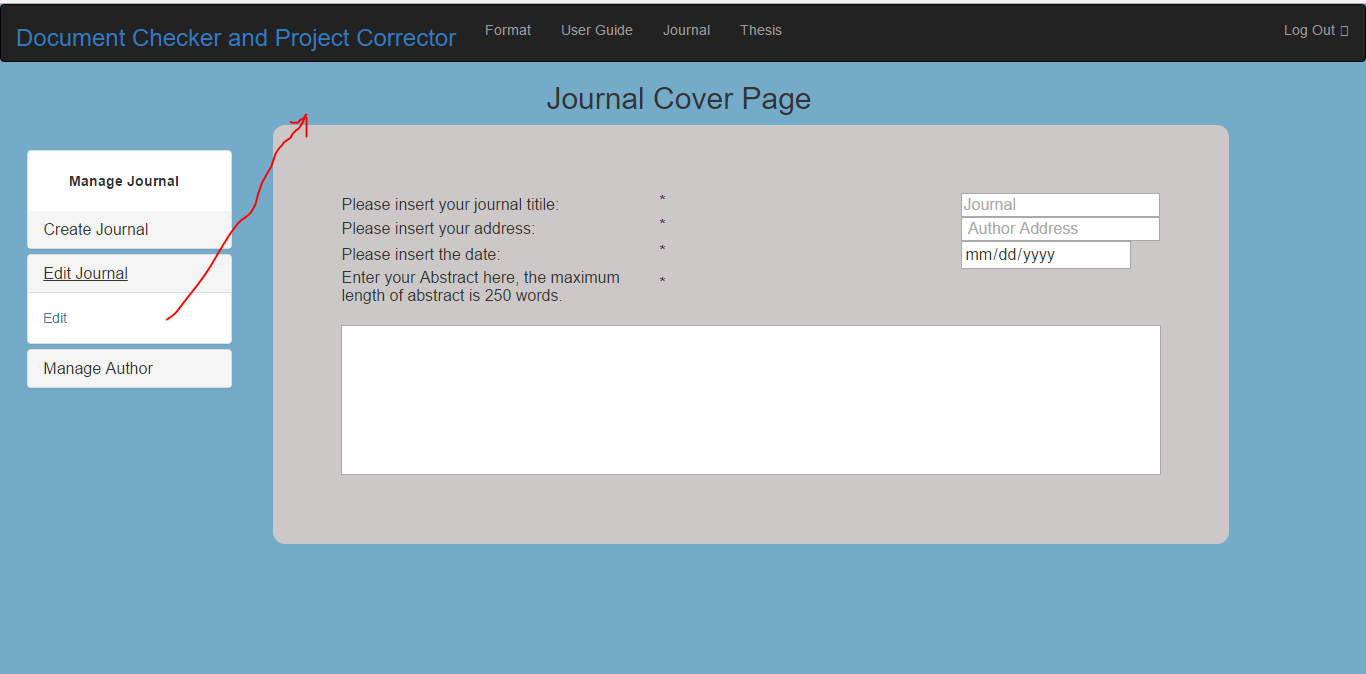 Document Checker and Project Corrector Format User Guide Journal Thesis Log Out
Journal Cover Page
Manage Journal
Create Journal
Edit Journal
Edit
Manage Author
Please insert your journal titile: * Journal
Please insert your address: * Author Address
Please insert the date: * mm/dd/yyyy
Enter your Abstract here, the maximum *
length of abstract is 250 words.